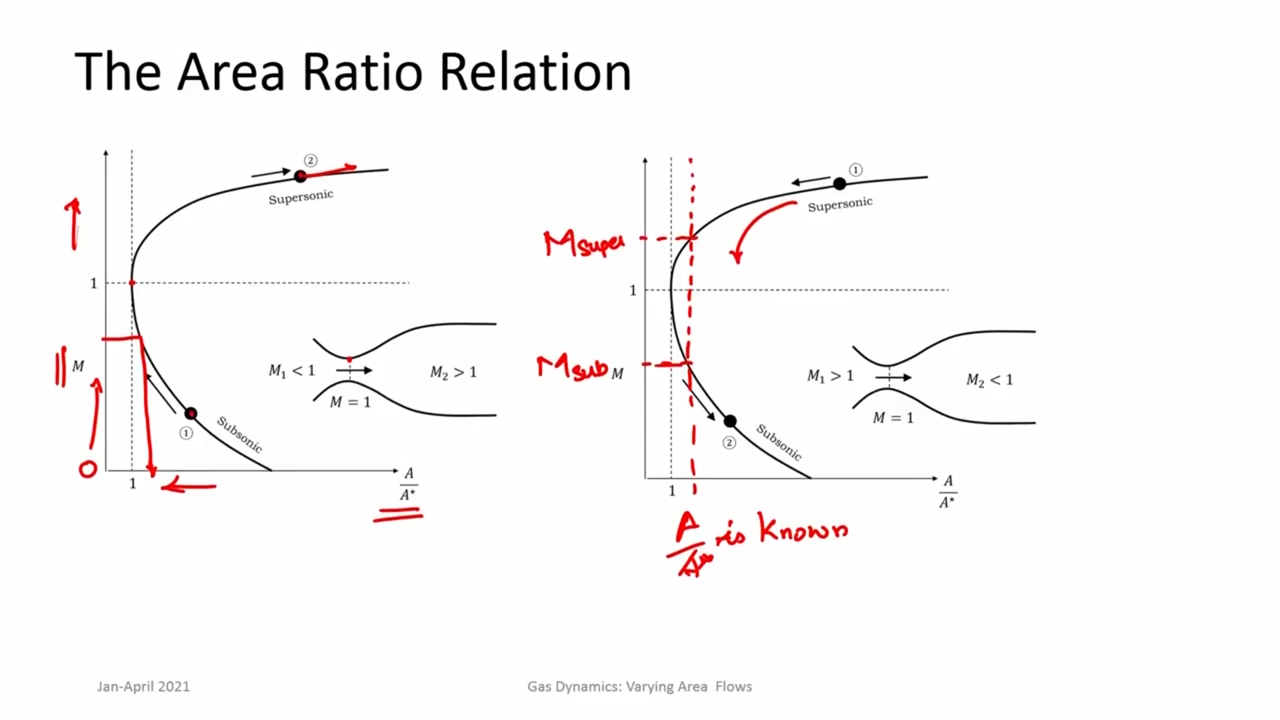 The Area Ratio Relation
②
Supersonic
1
M
0
M₁ < 1
M = 1
M₂ > 1
①
Subsonic
1
A
A*
①
Supersonic
Msuper
1
Msub
M
M₁ > 1
M = 1
M₂ < 1
②
Subsonic
1
A
A*
A
A*
is known
Jan-April 2021
Gas Dynamics: Varying Area Flows